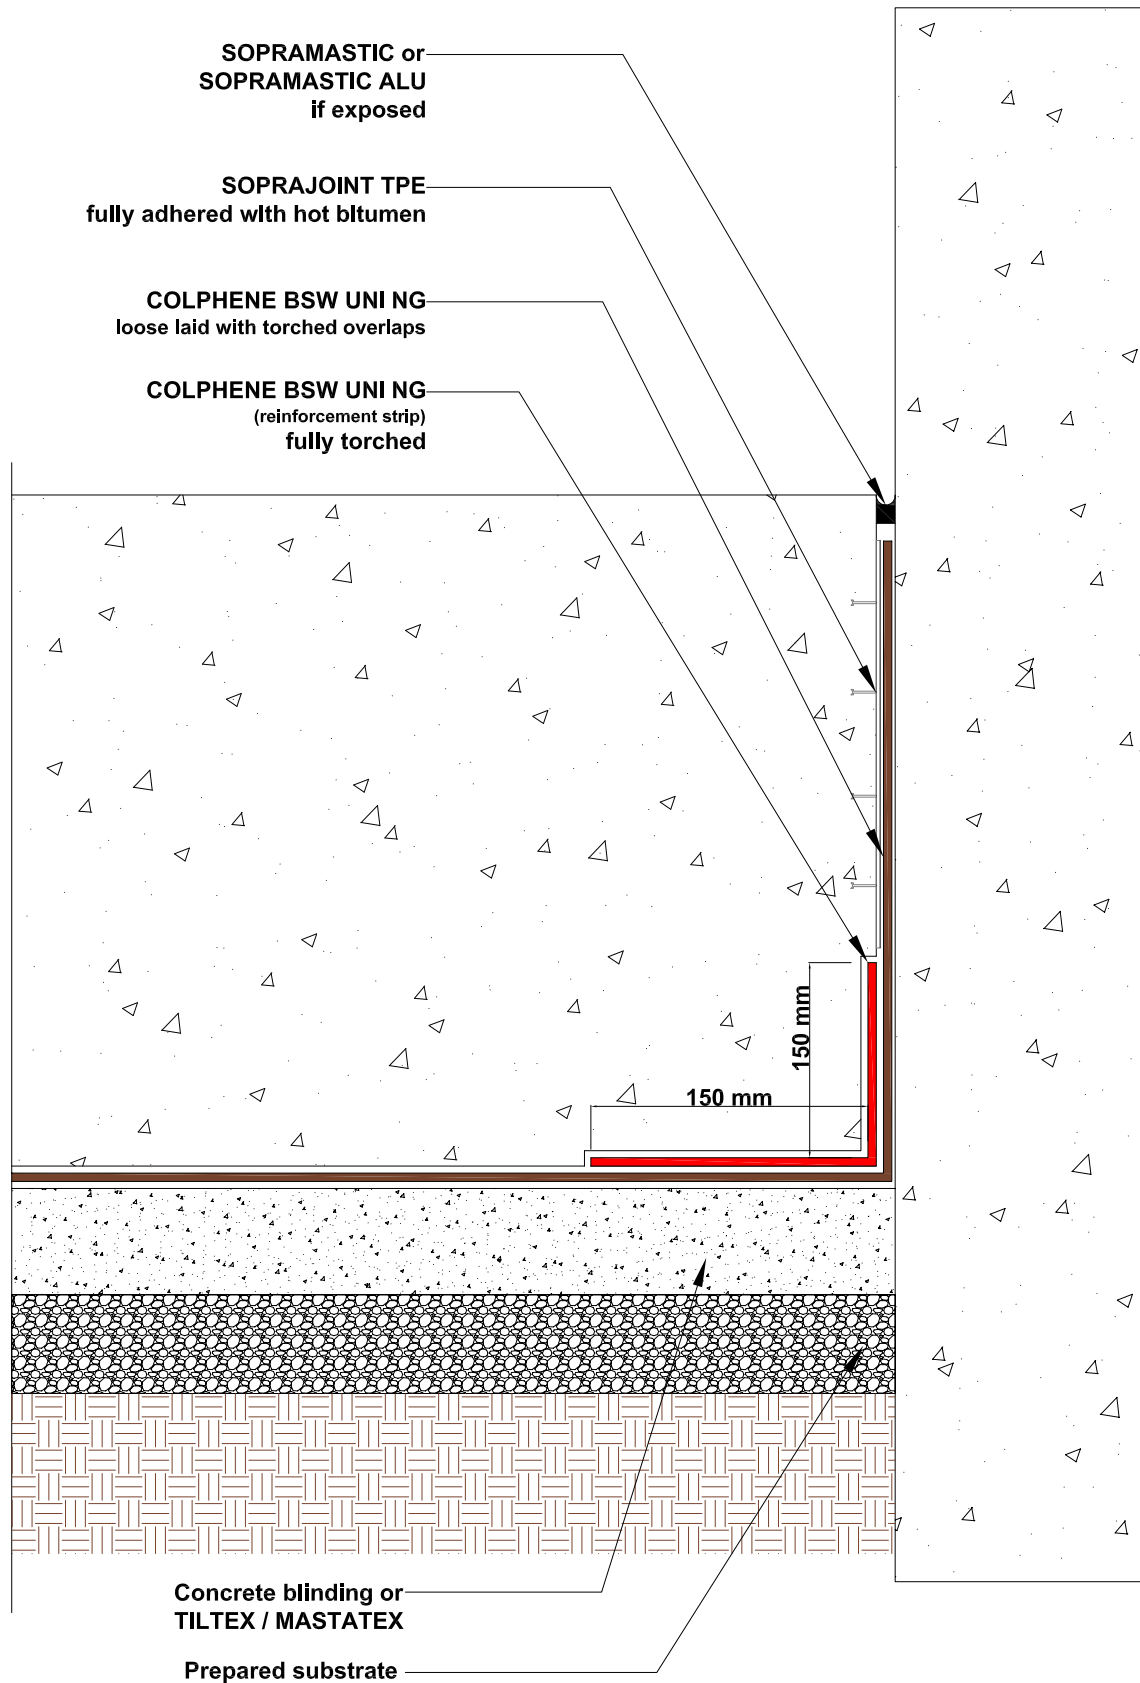 SOPRAMASTIC or
SOPRAMASTIC ALU
if exposed
SOPRAJOINT TPE
fully adhered with hot bitumen
COLPHENE BSW UNI NG
loose laid with torched overlaps
COLPHENE BSW UNI NG
(reinforcement strip)
fully torched
150 mm
150 mm
Concrete blinding or
TILTEX / MASTATEX
Prepared substrate